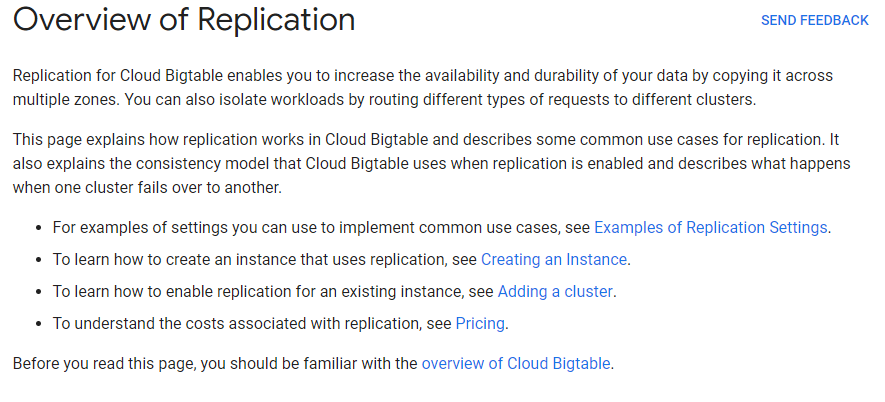 Overview of Replication
SEND FEEDBACK
Replication for Cloud Bigtable enables you to increase the availability and durability of your data by copying it across
multiple zones. You can also isolate workloads by routing different types of requests to different clusters.
This page explains how replication works in Cloud Bigtable and describes some common use cases for replication. It
also explains the consistency model that Cloud Bigtable uses when replication is enabled and describes what happens
when one cluster fails over to another.
• For examples of settings you can use to implement common use cases, see Examples of Replication Settings.
• To learn how to create an instance that uses replication, see Creating an Instance.
• To learn how to enable replication for an existing instance, see Adding a cluster.
• To understand the costs associated with replication, see Pricing.
Before you read this page, you should be familiar with the overview of Cloud Bigtable.